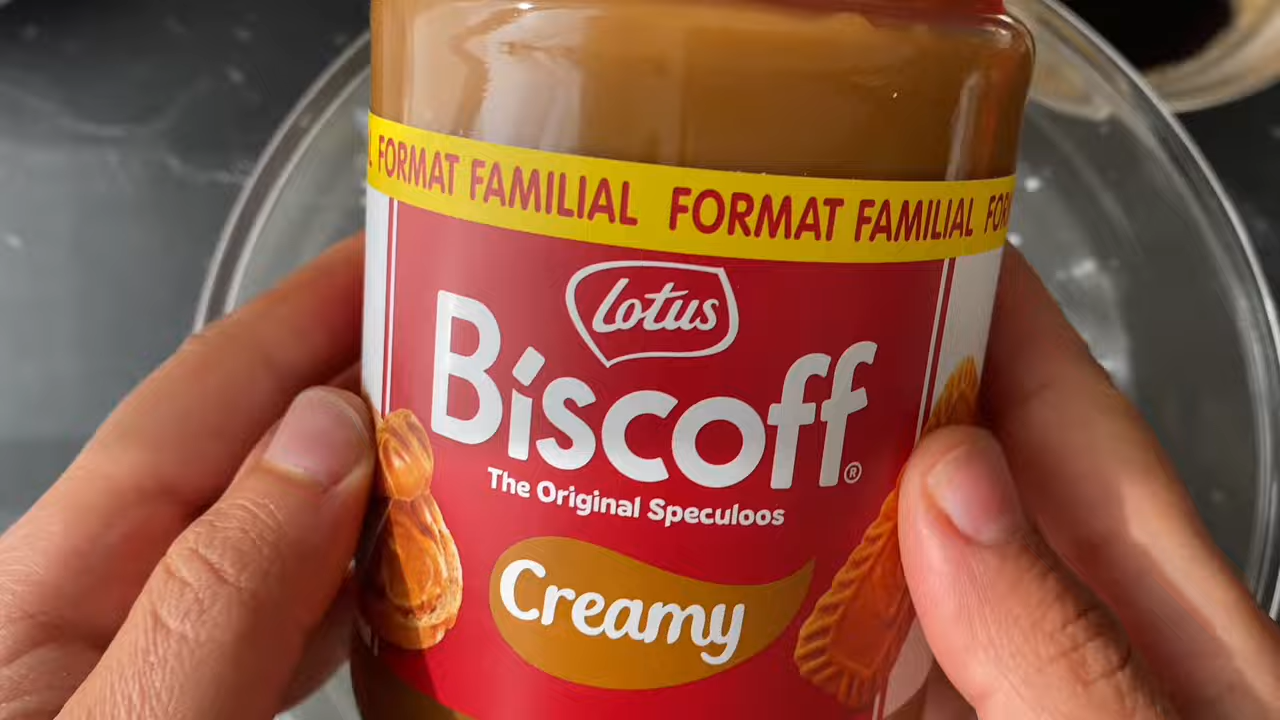 FORMAT FAMILIAL FORMAT FAMILIAL
Lotus
Biscoff®
The Original Speculoos
Creamy